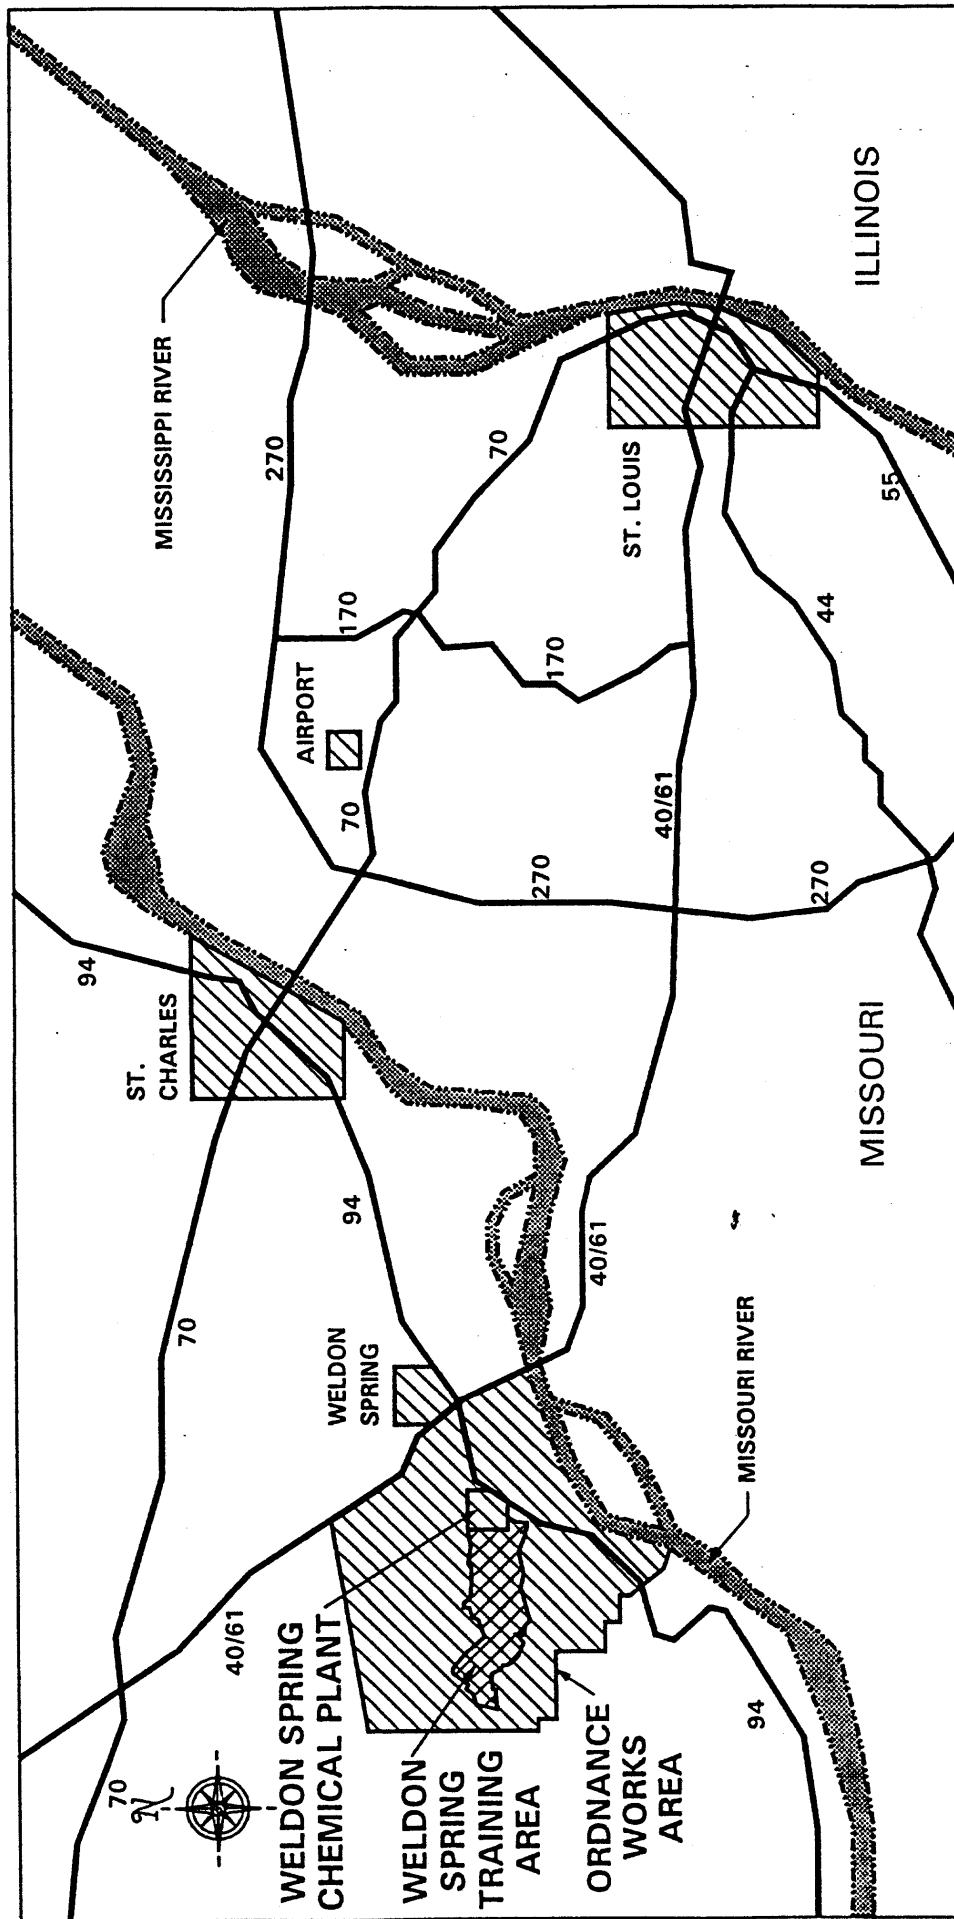 70
N
40/61
WELDON SPRING
CHEMICAL PLANT
WELDON
SPRING
TRAINING
AREA
ORDNANCE
WORKS
AREA
94
70
WELDON
SPRING
94
MISSOURI RIVER
40/61
ST.
CHARLES
94
MISSOURI
270
270
70
AIRPORT
40/61
170
170
44
270
70
ST. LOUIS
55
MISSISSIPPI RIVER
ILLINOIS